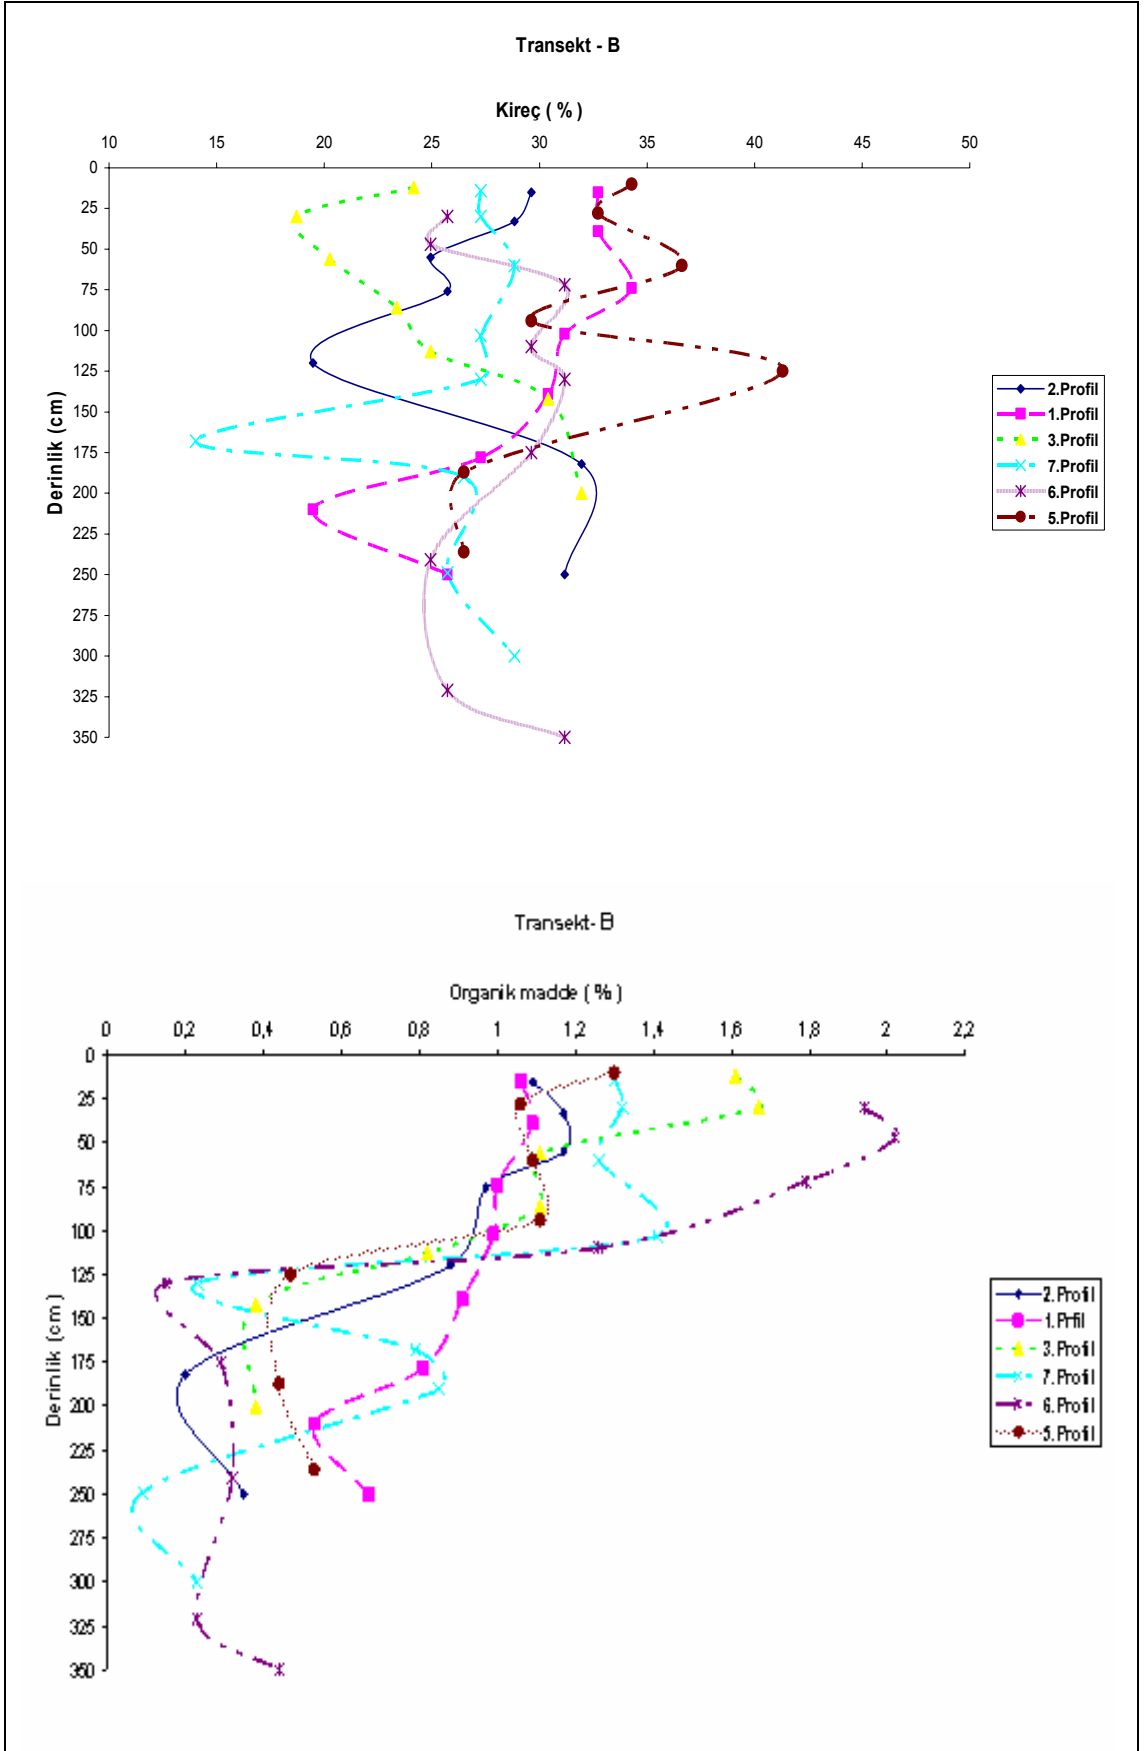 Transekt - B
Kireç ( % )
10 15 20 25 30 35 40 45 50
0
25
50
75
100
125
150
175
200
225
250
275
300
325
350
Derinlik (cm)
2.Profil
1.Profil
3.Profil
7.Profil
6.Profil
5.Profil
Transekt- B
Organik madde ( % )
0 0,2 0,4 0,6 0,8 1 1,2 1,4 1,6 1,8 2 2,2
0
25
50
75
100
125
150
175
200
225
250
275
300
325
350
Derinlik (cm)
2.Profil
1.Prfil
3.Profil
7.Profil
6.Profil
5.Profil